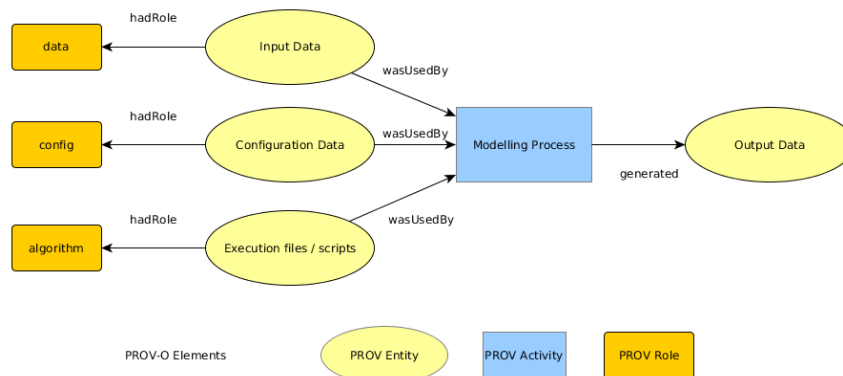 hadRole
data
Input Data
wasUsedBy
hadRole
config
Configuration Data
wasUsedBy
Modelling Process
Output Data
generated
hadRole
algorithm
Execution files / scripts
wasUsedBy
PROV-O Elements
PROV Entity
PROV Activity
PROV Role